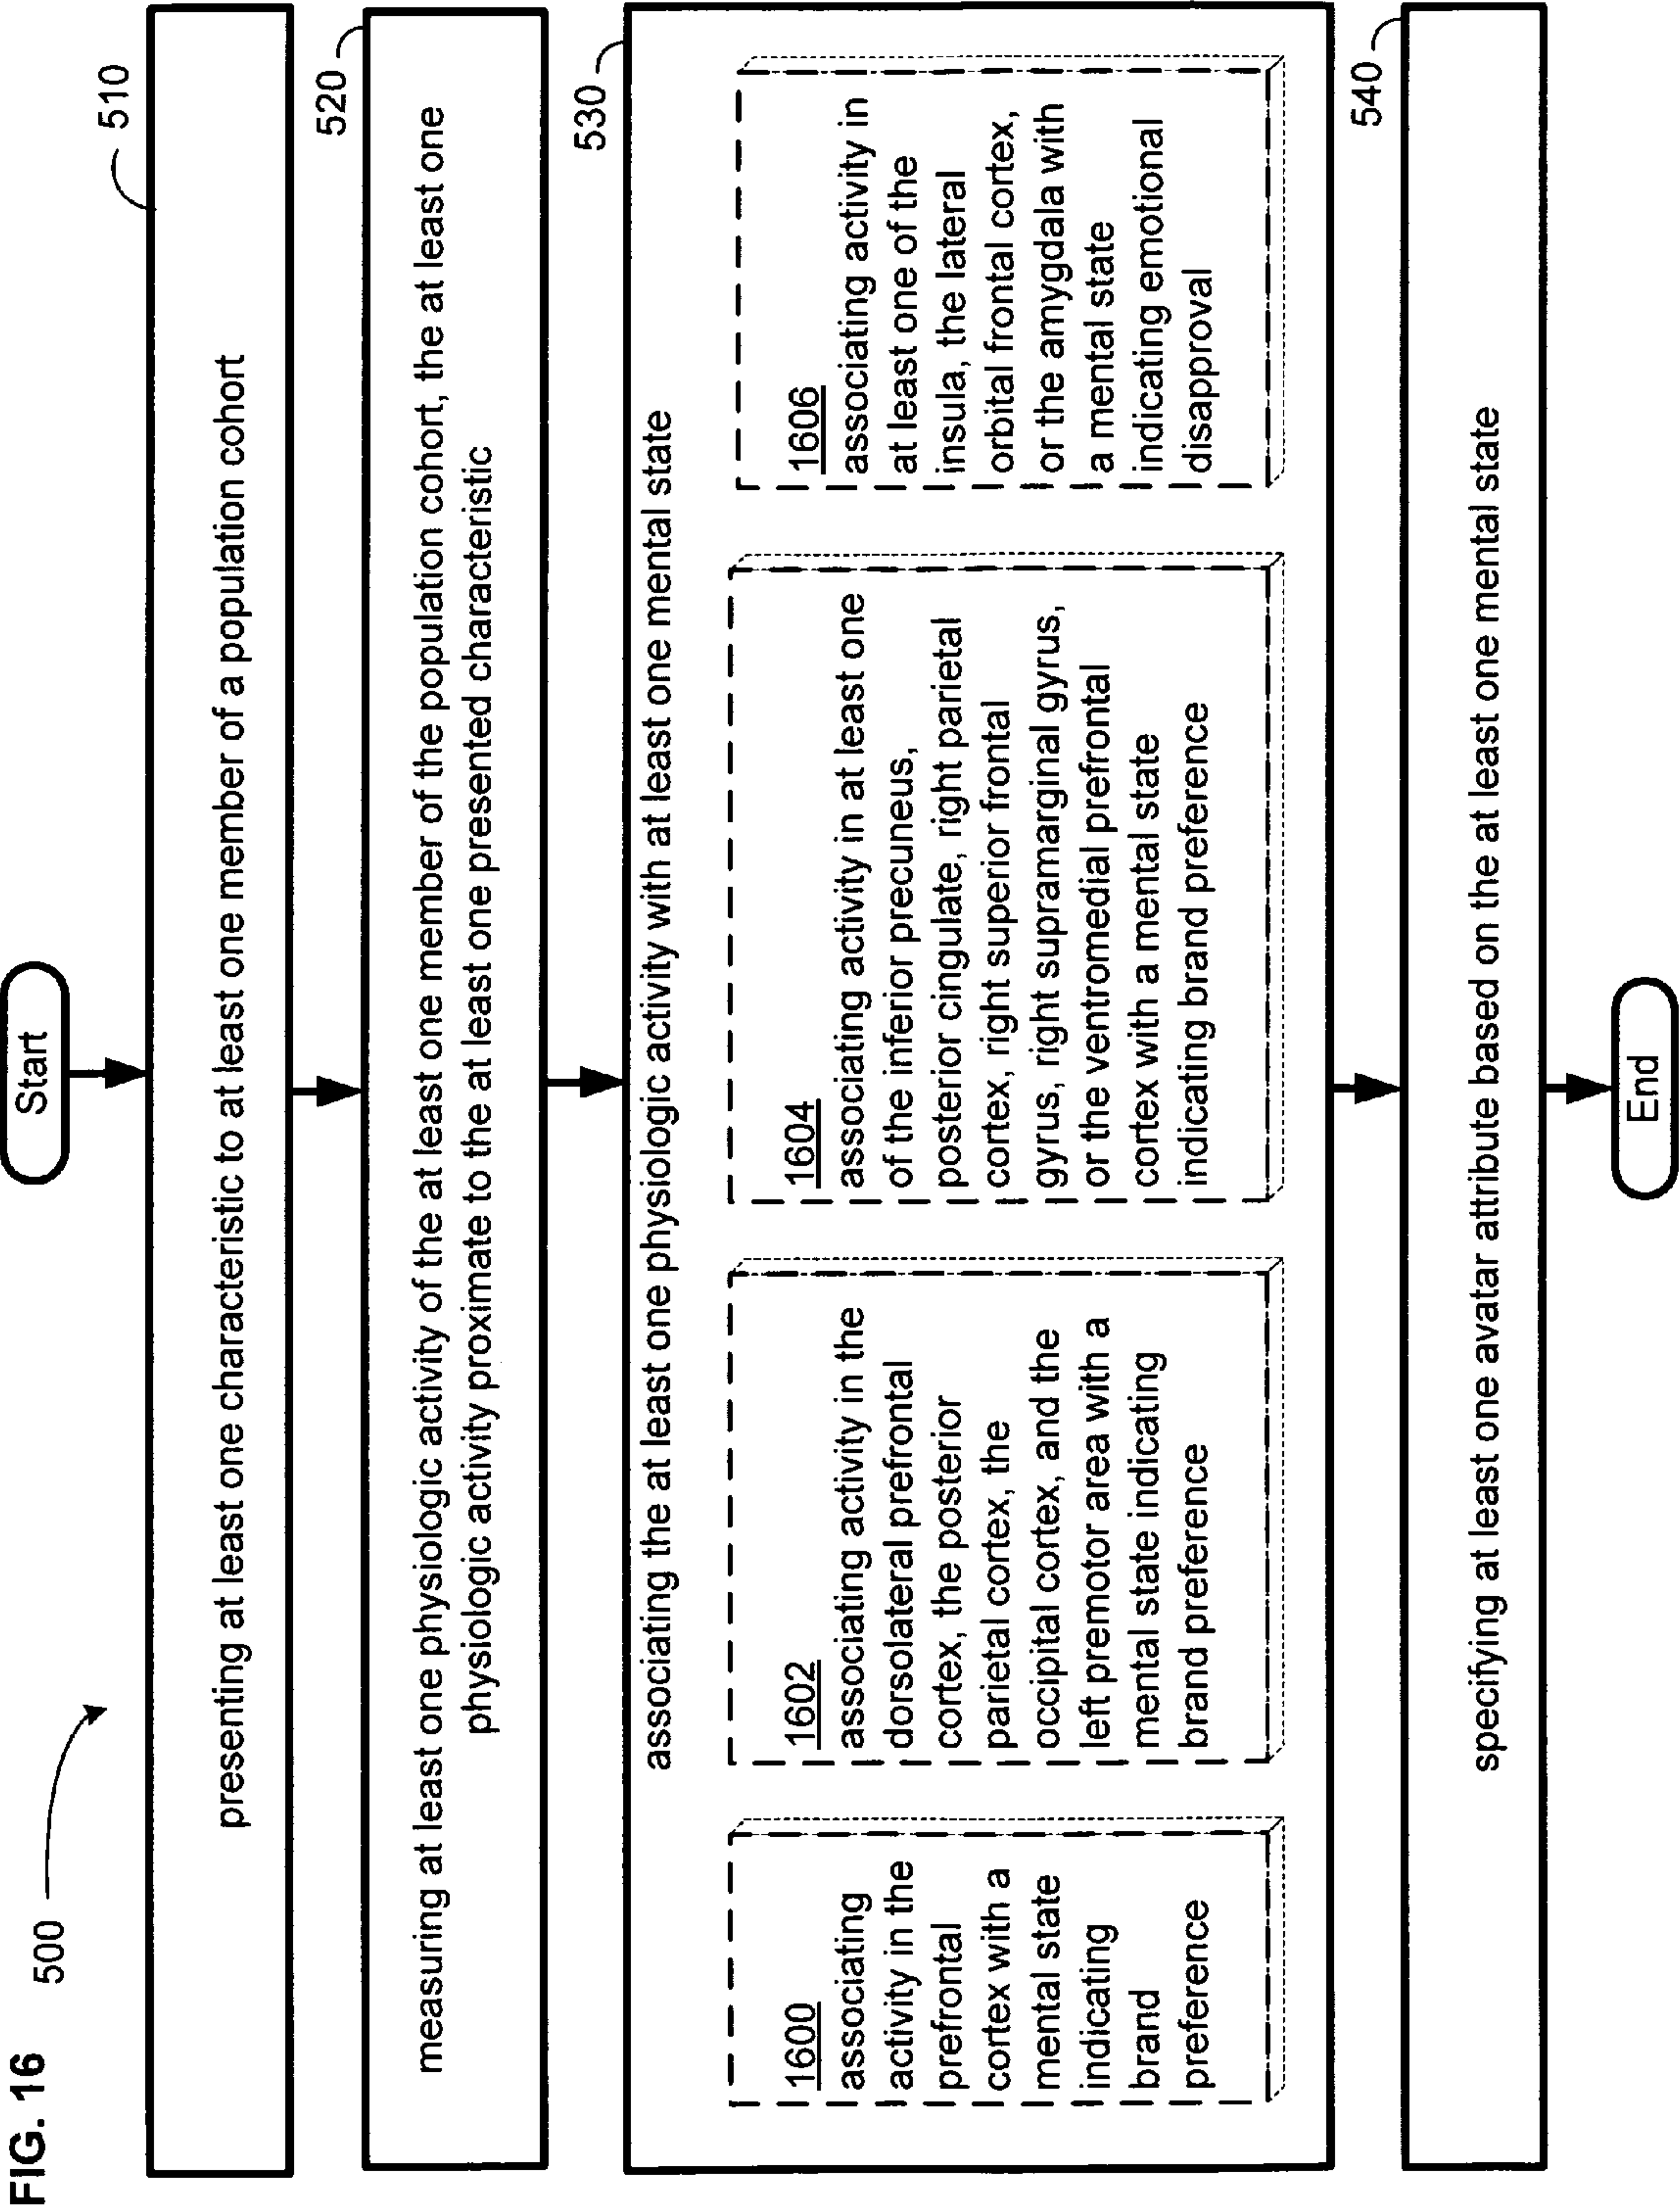 FIG. 16
500
Start
510
presenting at least one characteristic to at least one member of a population cohort
520
measuring at least one physiologic activity of the at least one member of the population cohort, the at least one
physiologic activity proximate to the at least one presented characteristic
530
associating the at least one physiologic activity with at least one mental state
1600
associating
activity in the
prefrontal
cortex with a
mental state
indicating
brand
preference
1602
associating activity in the
dorsolateral prefrontal
cortex, the posterior
parietal cortex, the
occipital cortex, and the
left premotor area with a
mental state indicating
brand preference
1604
associating activity in at least one
of the inferior precuneus,
posterior cingulate, right parietal
cortex, right superior frontal
gyrus, right supramarginal gyrus,
or the ventromedial prefrontal
cortex with a mental state
indicating brand preference
1606
associating activity in
at least one of the
insula, the lateral
orbital frontal cortex,
or the amygdala with
a mental state
indicating emotional
disapproval
540
specifying at least one avatar attribute based on the at least one mental state
End